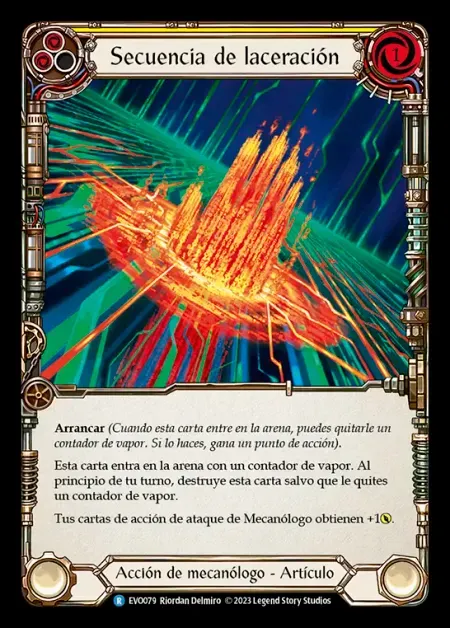 Secuencia de laceración
1
Arrancar (Cuando esta carta entre en la arena, puedes quitarle un
contador de vapor. Si lo haces, gana un punto de acción).
Esta carta entra en la arena con un contador de vapor. Al
principio de tu turno, destruye esta carta salvo que le quites
un contador de vapor.
Tus cartas de acción de ataque de Mecanólogo obtienen +1.
Acción de mecanólogo - Artículo
R EVO079 Riordan Delmiro © 2023 Legend Story Studios